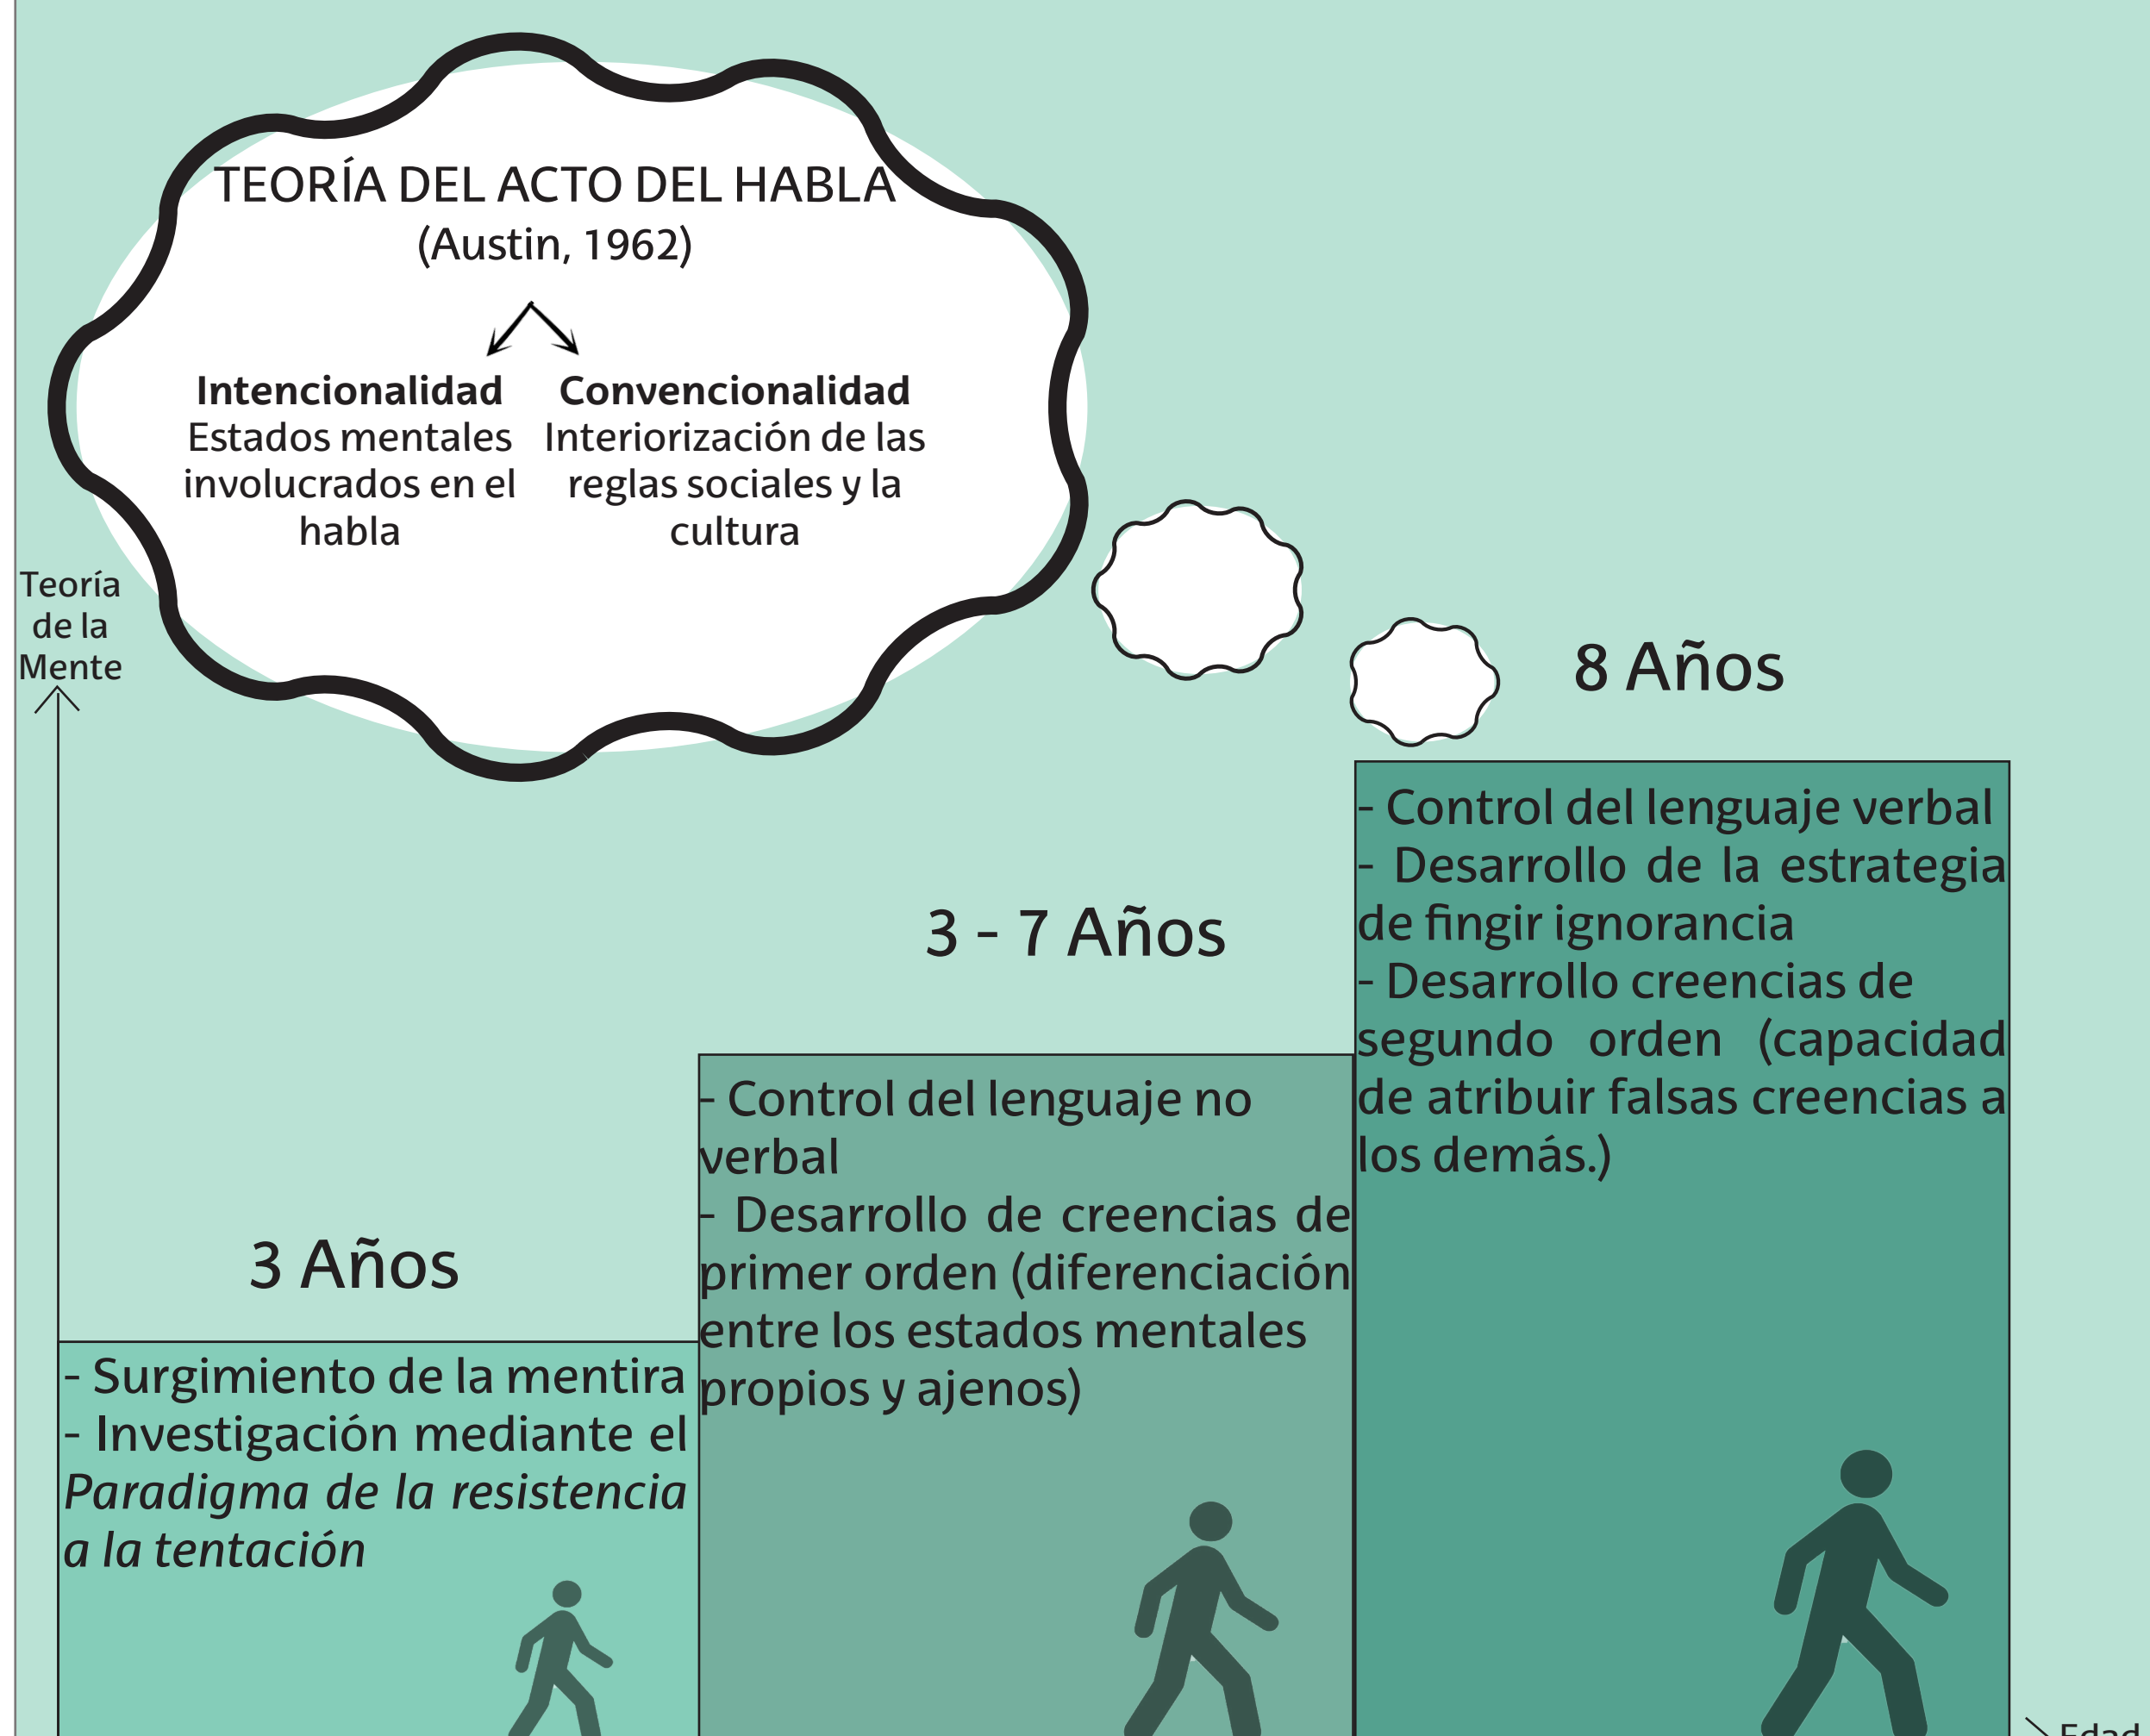 TEORÍA DEL ACTO DEL HABLA
(Austin, 1962)
Intencionalidad
Estados mentales
involucrados en el
habla
Convencionalidad
Interiorización de las
reglas sociales y la
cultura
Teoría
de la
Mente
8 Años
- Control del lenguaje verbal
- Desarrollo de la estrategia
de fingir ignorancia
- Desarrollo creencias de
segundo orden (capacidad
de atribuir falsas creencias a
los demás.)
3 - 7 Años
- Control del lenguaje no
verbal
- Desarrollo de creencias de
primer orden (diferenciación
entre los estados mentales
propios y ajenos)
3 Años
- Surgimiento de la mentira
- Investigación mediante el
Paradigma de la resistencia
a la tentación
Edad